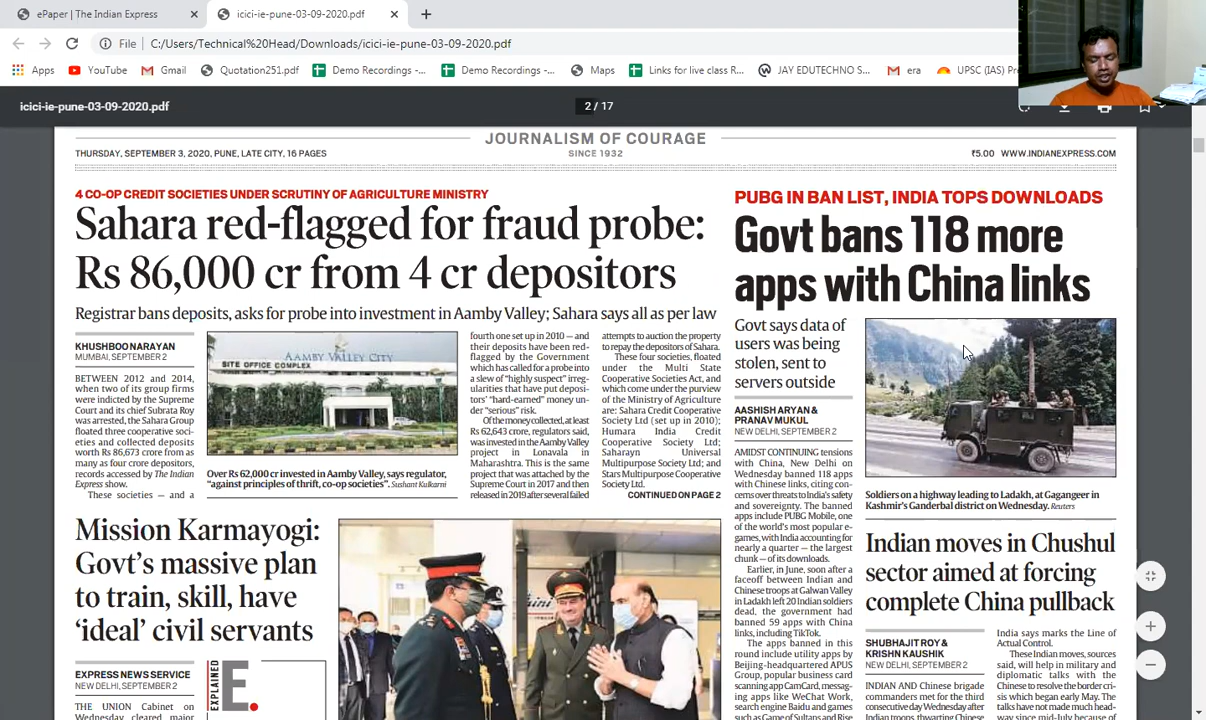 ePaper | The Indian Express
icici-ie-pune-03-09-2020.pdf
File
C:/Users/Technical%20Head/Downloads/icici-ie-pune-03-09-2020.pdf
Apps
YouTube
Gmail
Quotation251.pdf
Demo Recordings -...
Demo Recordings -...
Maps
Links for live class R...
JAY EDUTECHNO S...
era
UPSC (IAS) Pre
icici-ie-pune-03-09-2020.pdf
2 / 17
JOURNALISM OF COURAGE
THURSDAY, SEPTEMBER 3, 2020, PUNE, LATE CITY, 16 PAGES
SINCE 1932
₹5.00 WWW.INDIANEXPRESS.COM
4 CO-OP CREDIT SOCIETIES UNDER SCRUTINY OF AGRICULTURE MINISTRY
Sahara red-flagged for fraud probe:
Rs 86,000 cr from 4 cr depositors
Registrar bans deposits, asks for probe into investment in Aamby Valley; Sahara says all as per law
KHUSHBOO NARAYAN
MUMBAI, SEPTEMBER 2
BETWEEN 2012 and 2014,
when two of its group firms
were indicted by the Supreme
Court and its chief Subrata Roy
was arrested, the Sahara Group
floated three cooperative soc-
ieties and collected deposits
worth Rs 86,673 crore from as
many as four crore depositors,
records accessed by The Indian
Express show.
These societies — and a
AAMBY VALLEY CITY
SITE OFFICE COMPLEX
Over Rs 62,000 cr invested in Aamby Valley, says regulator,
"against principles of thrift, co-op societies". Sushant Kulkarni
fourth one set up in 2010 — and
their deposits have been red-
flagged by the Government
which has called for a probe into
a slew of "highly suspect" irreg-
ularities that have put deposi-
tors' "hard-earned" money un-
der "serious" risk.
Of the money collected, at least
Rs 62,643 crore, regulators said,
was invested in the Aamby Valley
project in Lonavala in
Maharashtra. This is the same
project that was attached by the
Supreme Court in 2017 and then
released in 2019 after several failed
attempts to auction the property
to repay the depositors of Sahara.
These four societies, floated
under the Multi State
Cooperative Societies Act, and
which come under the purview
of the Ministry of Agriculture
are: Sahara Credit Cooperative
Society Ltd (set up in 2010);
Humara India Credit
Cooperative Society Ltd;
Saharayn Universal
Multipurpose Society Ltd; and
Stars Multipurpose Cooperative
Society Ltd.
CONTINUED ON PAGE 2
Mission Karmayogi:
Govt's massive plan
to train, skill, have
'ideal' civil servants
EXPRESS NEWS SERVICE
NEW DELHI, SEPTEMBER 2
THE UNION Cabinet on
Wednesday cleared major
EXPLAINED
E.
PUBG IN BAN LIST, INDIA TOPS DOWNLOADS
Govt bans 118 more
apps with China links
Govt says data of
users was being
stolen, sent to
servers outside
AASHISH ARYAN &
PRANAV MUKUL
NEW DELHI, SEPTEMBER 2
AMIDST CONTINUING tensions
with China, New Delhi on
Wednesday banned 118 apps
with Chinese links, citing con-
cerns over threats to India's safety
and sovereignty. The banned
apps include PUBG Mobile, one
of the world's most popular e-
games, with India accounting for
nearly a quarter — the largest
chunk — of its downloads.
Earlier, in June, soon after a
faceoff between Indian and
Chinese troops at Galwan Valley
in Ladakh left 20 Indian soldiers
dead, the government had
banned 59 apps with China
links, including TikTok.
The apps banned in this
round include utility apps by
Beijing-headquartered APUS
Group, popular business card
scanning app CamCard, messag-
ing apps like WeChat Work,
search engine Baidu and games
such as Game of Sultans and Rise
Soldiers on a highway leading to Ladakh, at Gagangeer in
Kashmir's Ganderbal district on Wednesday. Reuters
Indian moves in Chushul
sector aimed at forcing
complete China pullback
SHUBHAJIT ROY &
KRISHN KAUSHIK
NEW DELHI, SEPTEMBER 2
INDIAN AND Chinese brigade
commanders met for the third
consecutive day Wednesday after
Indian troops, thwarting Chinese
India says marks the Line of
Actual Control.
These Indian moves, sources
said, will help in military and
diplomatic talks with the
Chinese to resolve the border cri-
sis which began early May. The
talks have not made much head-
way since mid-July because of